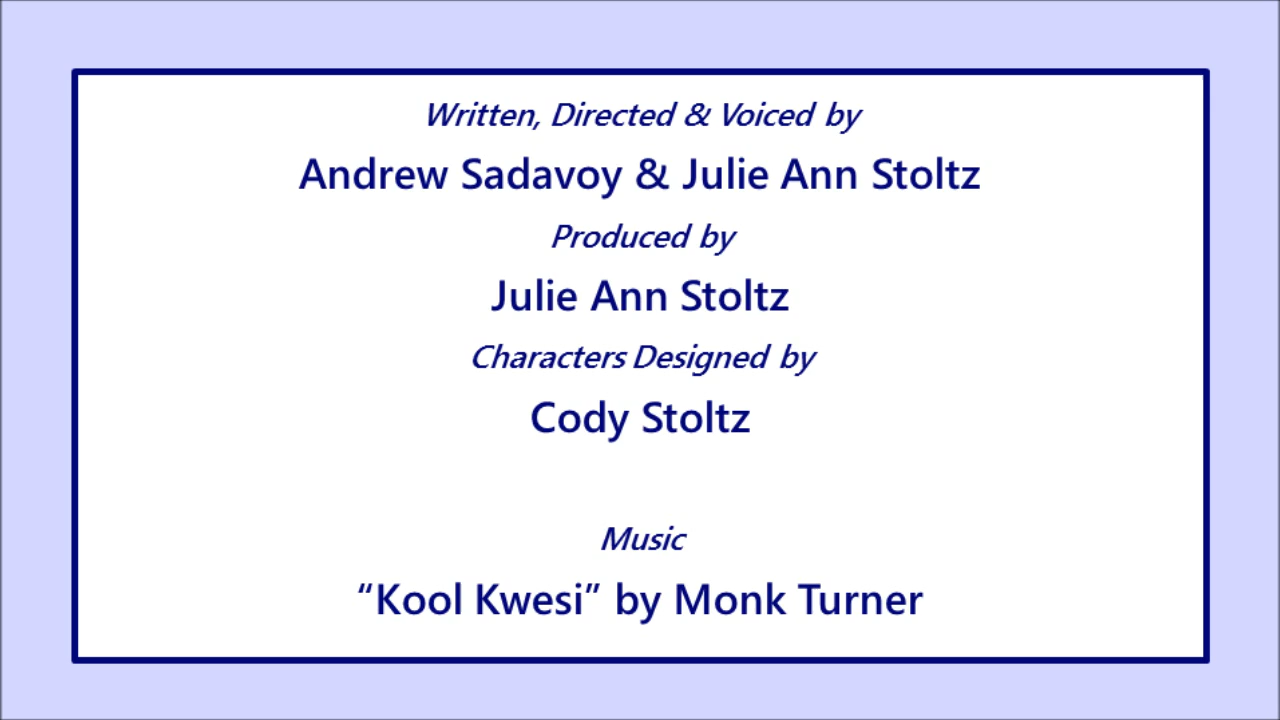 Written, Directed & Voiced by
Andrew Sadavoy & Julie Ann Stoltz
Produced by
Julie Ann Stoltz
Characters Designed by
Cody Stoltz
Music
“Kool Kwesi” by Monk Turner